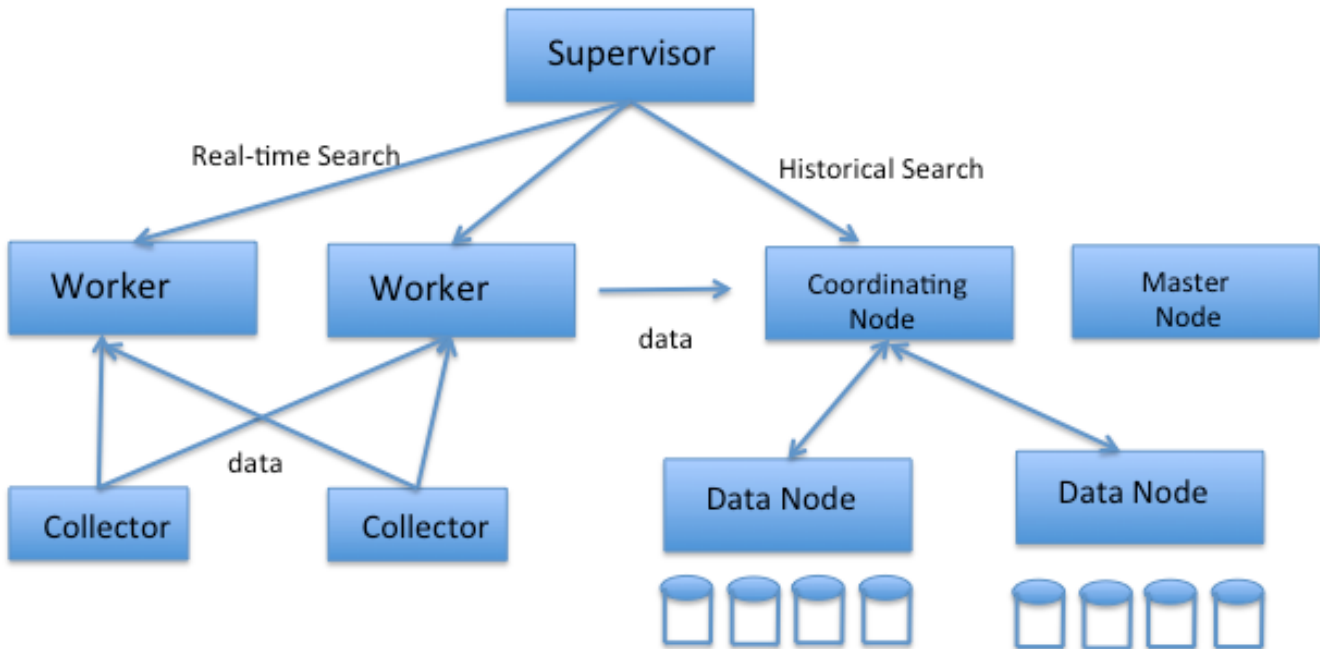 Supervisor
Real-time Search
Historical Search
Worker
Worker
Coordinating
Node
Master
Node
data
data
Collector
Collector
Data Node
Data Node